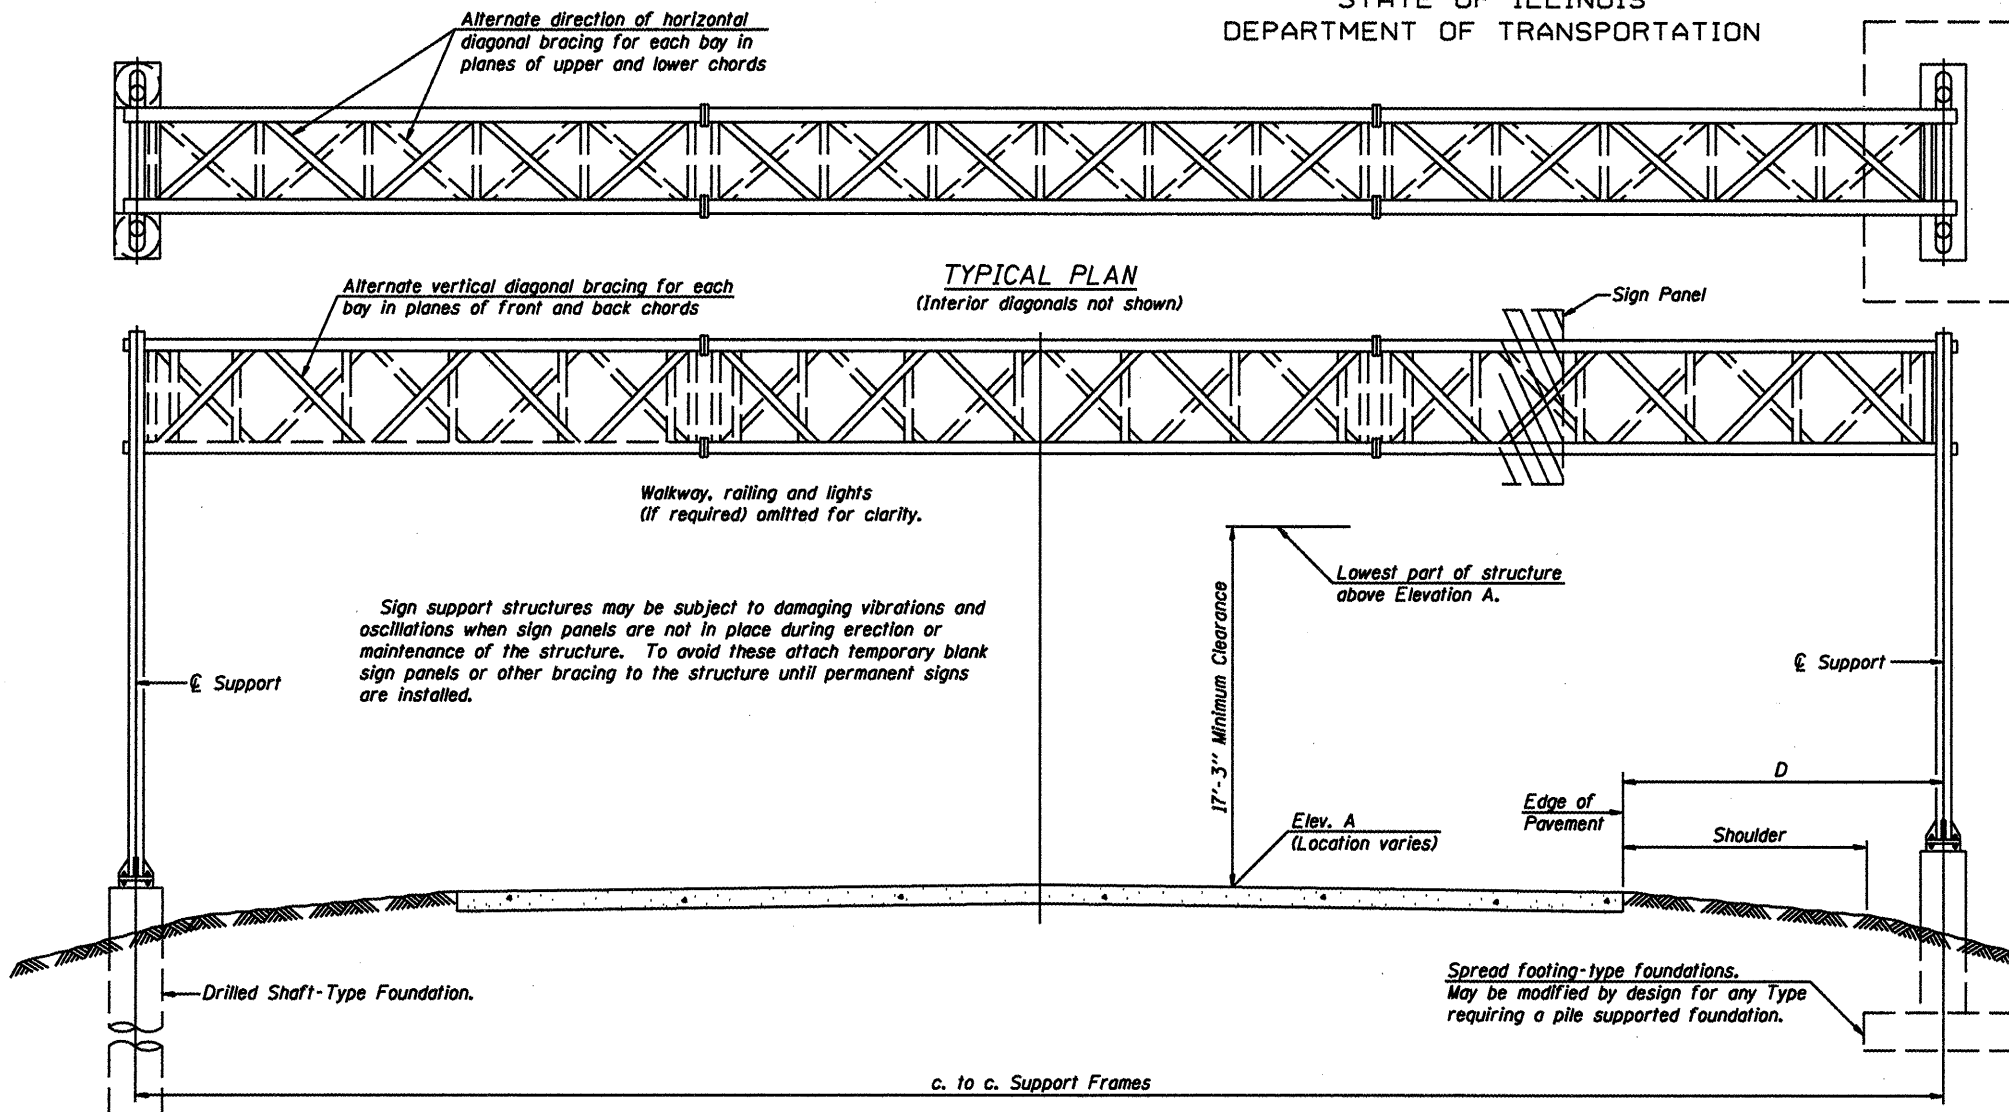 STATE OF ILLINOIS
DEPARTMENT OF TRANSPORTATION
Alternate direction of horizontal
diagonal bracing for each bay in
planes of upper and lower chords
TYPICAL PLAN
(Interior diagonals not shown)
Alternate vertical diagonal bracing for each
bay in planes of front and back chords
Sign Panel
Walkway, railing and lights
(if required) omitted for clarity.
Lowest part of structure
above Elevation A.
17'-3" Minimum Clearance
Sign support structures may be subject to damaging vibrations and
oscillations when sign panels are not in place during erection or
maintenance of the structure. To avoid these attach temporary blank
sign panels or other bracing to the structure until permanent signs
are installed.
℄ Support
℄ Support
D
Edge of
Pavement
Shoulder
Elev. A
(Location varies)
Drilled Shaft-Type Foundation.
Spread footing-type foundations.
May be modified by design for any Type
requiring a pile supported foundation.
c. to c. Support Frames